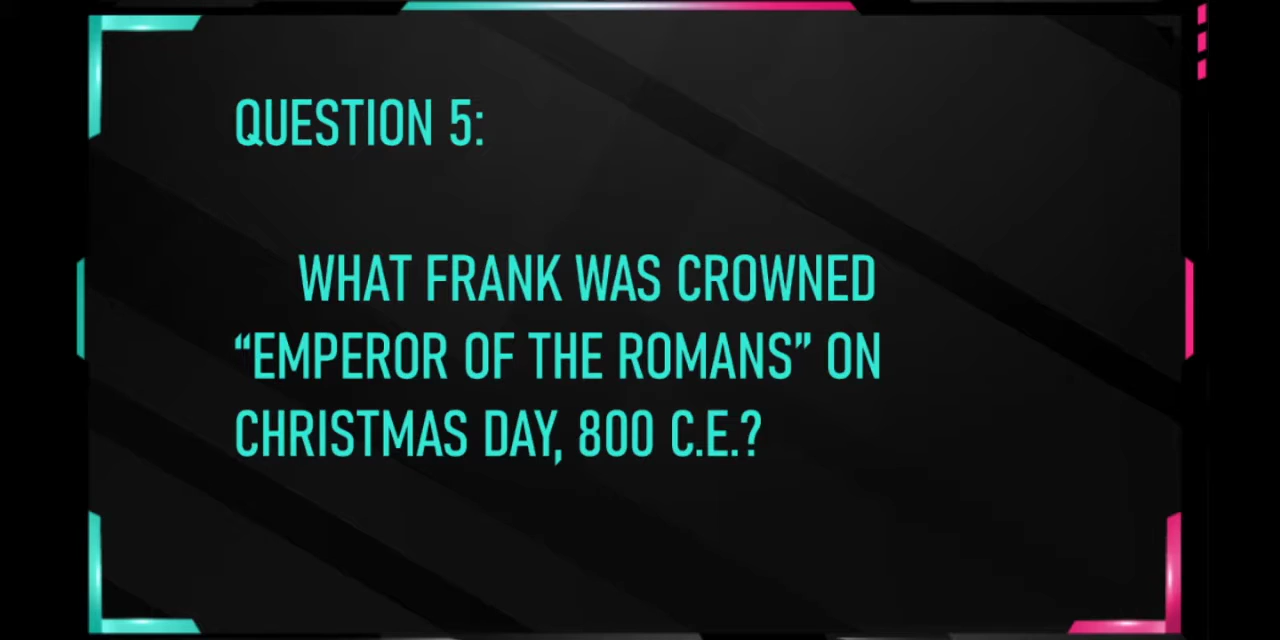 QUESTION 5:
WHAT FRANK WAS CROWNED
“EMPEROR OF THE ROMANS” ON
CHRISTMAS DAY, 800 C.E.?